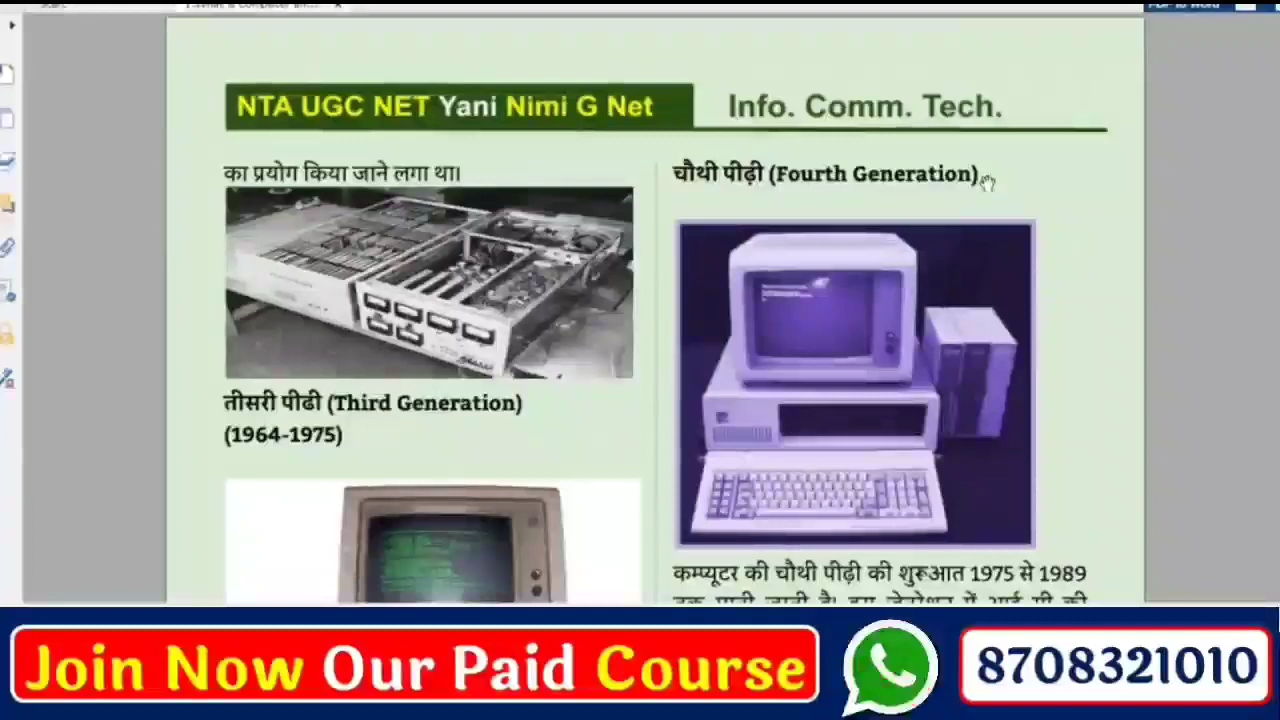 NTA UGC NET Yani Nimi G Net
Info. Comm. Tech.
का प्रयोग किया जाने लगा था।
तीसरी पीढी (Third Generation)
(1964-1975)
चौथी पीढ़ी (Fourth Generation)
कम्प्यूटर की चौथी पीढ़ी की शुरूआत 1975 से 1989
Join Now Our Paid Course
8708321010